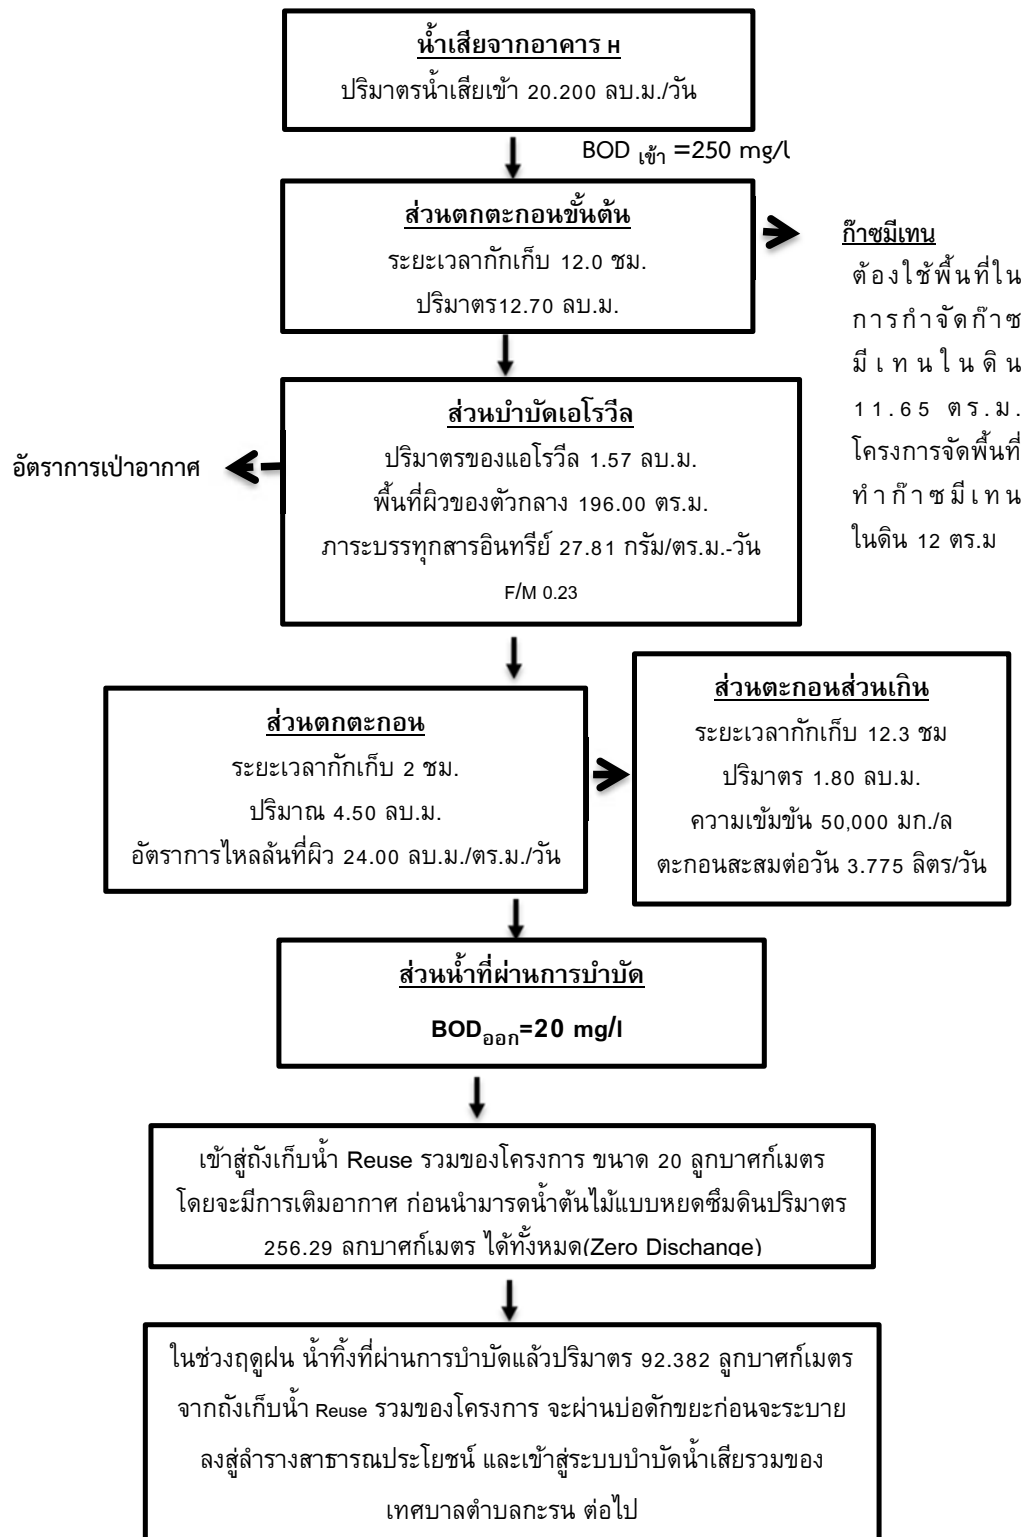 น้ำเสียจากอาคาร H
ปริมาตรน้ำเสียเข้า 20.200 ลบ.ม./วัน
BOD เข้า =250 mg/l
ส่วนตกตะกอนขั้นต้น
ระยะเวลากักเก็บ 12.0 ชม.
ปริมาตร12.70 ลบ.ม.
ก๊าซมีเทน
ต้องใช้พื้นที่ใน
การกำจัดก๊าซ
มีเทนในดิน
11.65 ตร.ม.
โครงการจัดพื้นที่
ทำก๊าซมีเทน
ในดิน 12 ตร.ม
ส่วนบำบัดเอโรวีล
ปริมาตรของแอโรวีล 1.57 ลบ.ม.
พื้นที่ผิวของตัวกลาง 196.00 ตร.ม.
ภาระบรรทุกสารอินทรีย์ 27.81 กรัม/ตร.ม.-วัน
F/M 0.23
อัตราการเป่าอากาศ
ส่วนตกตะกอน
ระยะเวลากักเก็บ 2 ชม.
ปริมาณ 4.50 ลบ.ม.
อัตราการไหลล้นที่ผิว 24.00 ลบ.ม./ตร.ม./วัน
ส่วนตะกอนส่วนเกิน
ระยะเวลากักเก็บ 12.3 ชม
ปริมาตร 1.80 ลบ.ม.
ความเข้มข้น 50,000 มก./ล
ตะกอนสะสมต่อวัน 3.775 ลิตร/วัน
ส่วนน้ำที่ผ่านการบำบัด
BODออก=20 mg/l
เข้าสู่ถังเก็บน้ำ Reuse รวมของโครงการ ขนาด 20 ลูกบาศก์เมตร
โดยจะมีการเติมอากาศ ก่อนนำมารดน้ำต้นไม้แบบหยดซึมดินปริมาตร
256.29 ลกบาศก์เมตร ได้ทั้งหมด(Zero Dischange)
ในช่วงฤดูฝน น้ำทิ้งที่ผ่านการบำบัดแล้วปริมาตร 92.382 ลูกบาศก์เมตร
จากถังเก็บน้ำ Reuse รวมของโครงการ จะผ่านบ่อดักขยะก่อนจะระบาย
ลงสู่ลำรางสาธารณประโยชน์ และเข้าสู่ระบบบำบัดน้ำเสียรวมของ
เทศบาลตำบลกะรน ต่อไป